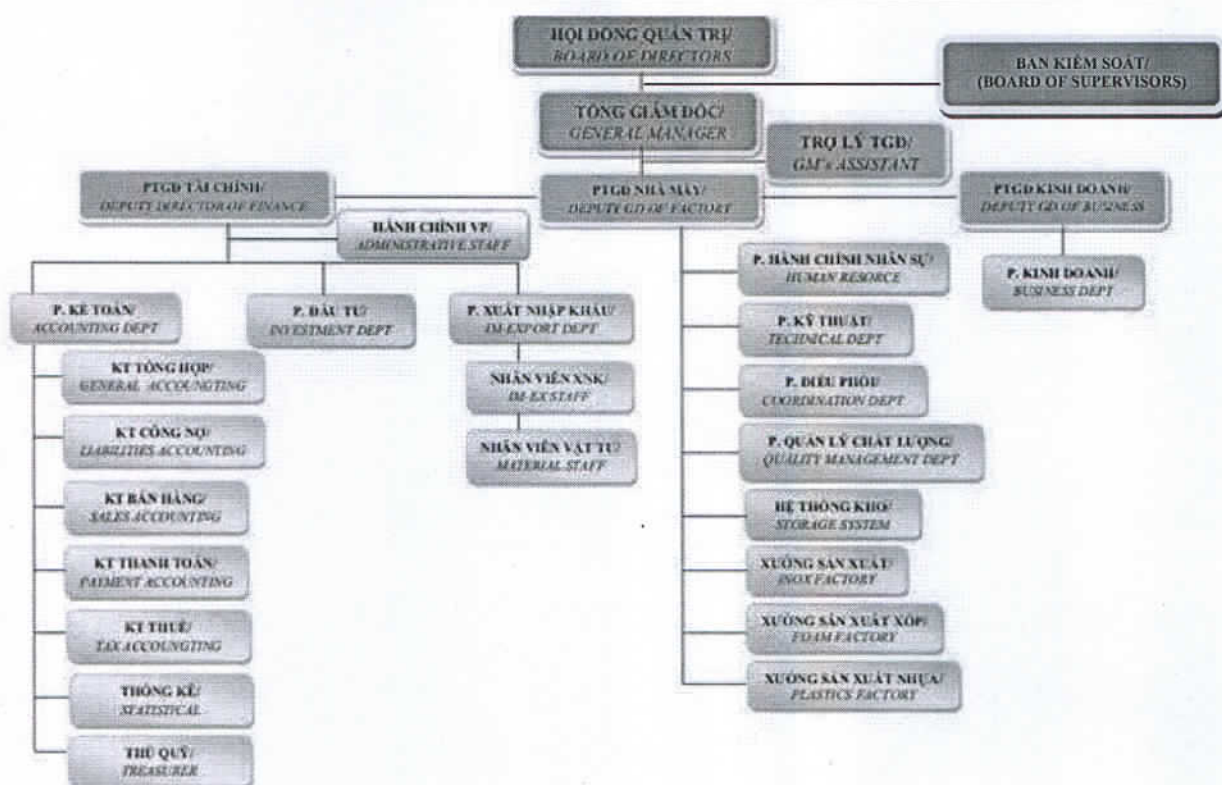 HỘI ĐỒNG QUẢN TRỊ/
BOARD OF DIRECTORS
BAN KIỂM SOÁT/
(BOARD OF SUPERVISORS)
TỔNG GIÁM ĐỐC/
GENERAL MANAGER
TRỢ LÝ TGĐ/
GM's ASSISTANT
PTGĐ TÀI CHÍNH/
DEPUTY DIRECTOR OF FINANCE
PTGĐ NHÀ MÁY/
DEPUTY GD OF FACTORY
PTGĐ KINH DOANH/
DEPUTY GD OF BUSINESS
HÀNH CHÍNH VP/
ADMINISTRATIVE STAFF
P. KẾ TOÁN/
ACCOUNTING DEPT
P. ĐẦU TƯ/
INVESTMENT DEPT
P. XUẤT NHẬP KHẨU/
IM-EXPORT DEPT
KT TỔNG HỢP/
GENERAL ACCOUNGTING
KT CÔNG NỢ/
LIABILITIES ACCOUNTING
KT BÁN HÀNG/
SALES ACCOUNTING
KT THANH TOÁN/
PAYMENT ACCOUNTING
KT THUẾ/
TAX ACCOUNGTING
THỐNG KÊ/
STATISTICAL
THỦ QUỸ/
TREASURER
NHÂN VIÊN XNK/
IM-EX STAFF
NHÂN VIÊN VẬT TƯ/
MATERIAL STAFF
P. HÀNH CHÍNH NHÂN SỰ/
HUMAN RESORCE
P. KỸ THUẬT/
TECHNICAL DEPT
P. ĐIỀU PHỐI/
COORDINATION DEPT
P. QUẢN LÝ CHẤT LƯỢNG/
QUALITY MANAGEMENT DEPT
HỆ THỐNG KHO/
STORAGE SYSTEM
XƯỞNG SẢN XUẤT/
INOX FACTORY
XƯỞNG SẢN XUẤT XỐP/
FOAM FACTORY
XƯỞNG SẢN XUẤT NHỰA/
PLASTICS FACTORY
P. KINH DOANH/
BUSINESS DEPT